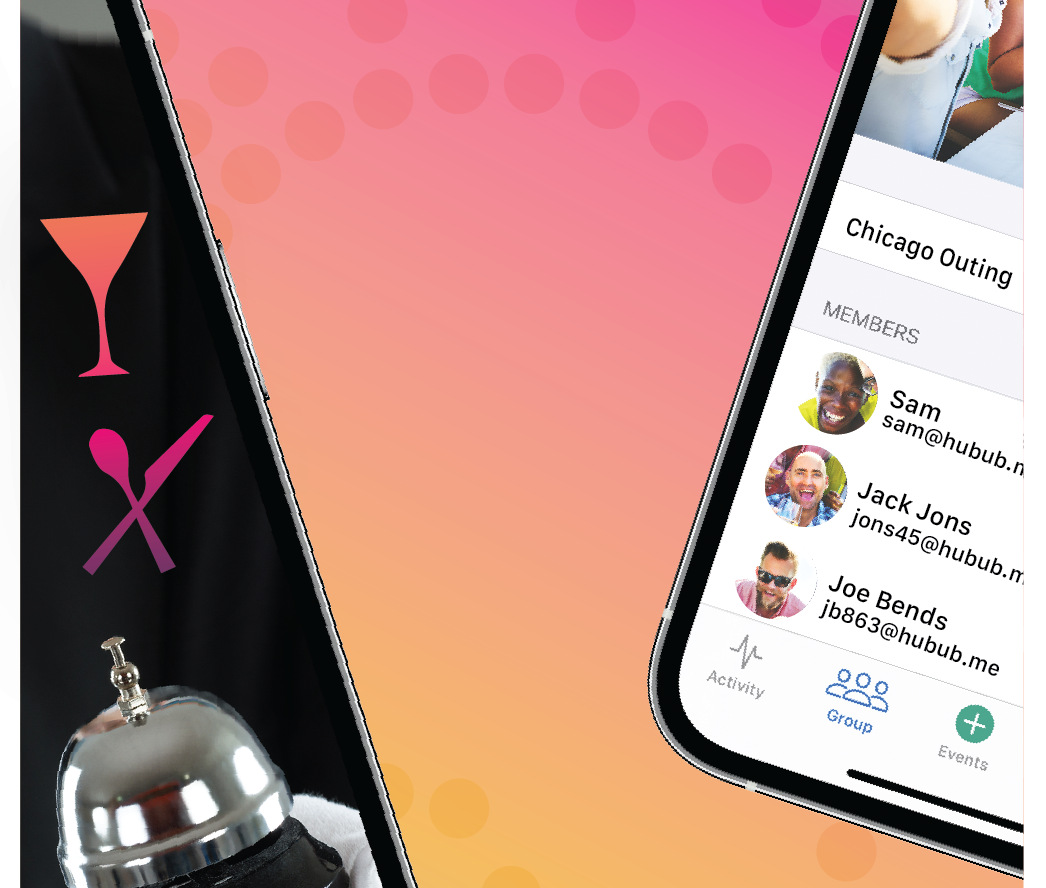 Chicago Outing
MEMBERS
Sam
sam@hubub.
Jack Jons
jons45@hubub.
Joe Bends
jb863@hubub.me
Activity
Group
Events